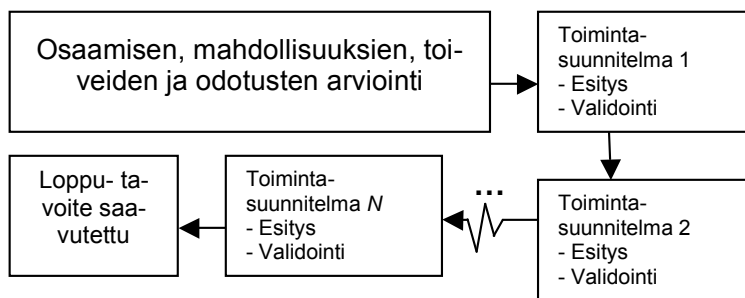 Osaamisen, mahdollisuuksien, toi-
veiden ja odotusten arviointi
Toiminta-
suunnitelma 1
- Esitys
- Validointi
Toiminta-
suunnitelma 2
- Esitys
- Validointi
...
Toiminta-
suunnitelma N
- Esitys
- Validointi
Loppu- ta-
voite saa-
vutettu